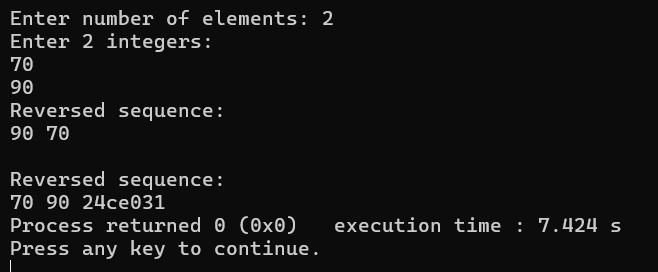 Enter number of elements: 2
Enter 2 integers:
70
90
Reversed sequence:
90 70
Reversed sequence:
70 90 24ce031
Process returned 0 (0x0)   execution time : 7.424 s
Press any key to continue.